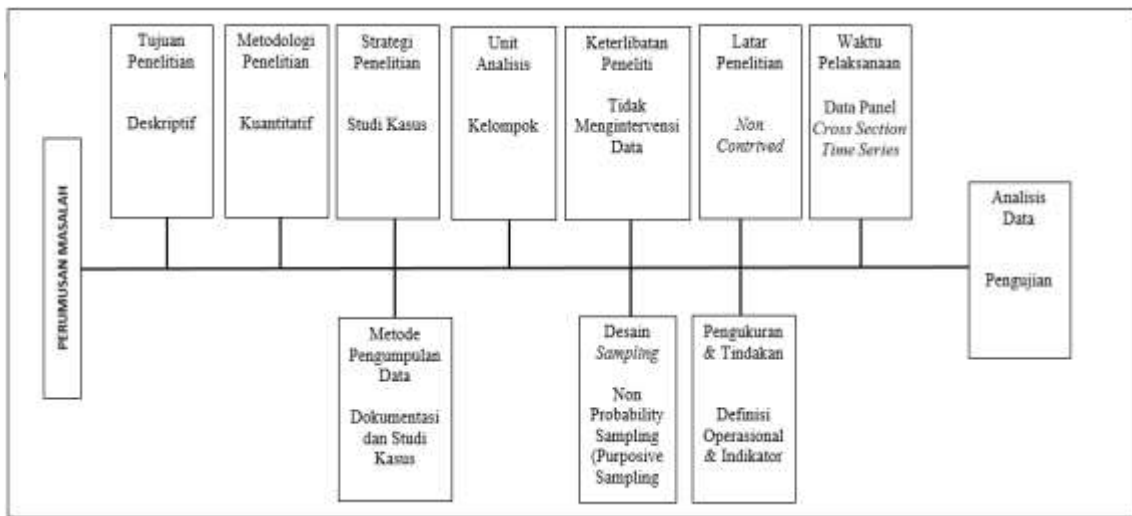 Tujuan
Penelitian
Deskriptif
Metodologi
Penelitian
Kuantitatif
Strategi
Penelitian
Studi Kasus
Unit
Analisis
Kelompok
Keterlibatan
Peneliti
Tidak
Mengintervensi
Data
Latar
Penelitian
Non
Contrived
Waktu
Pelaksanaan
Data Panel
Cross Section
Time Series
PERUMUSAN MASALAH
Analisis
Data
Pengujian
Metode
Pengumpulan
Data
Dokumentasi
dan Studi
Kasus
Desain
Sampling
Non
Probability
Sampling
(Purposive
Sampling
Pengukuran
& Tindakan
Definisi
Operasional
& Indikator